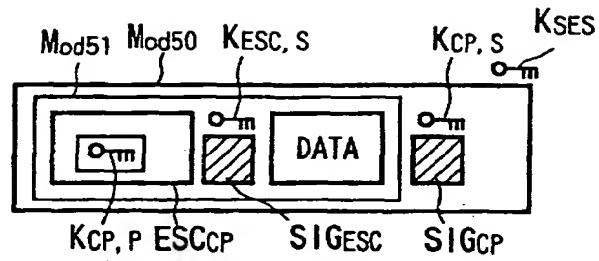 Mod51 Mod50 KESC, S KCP, S KSES
DATA
KCP, P ESCCP SIGESC SIGCP